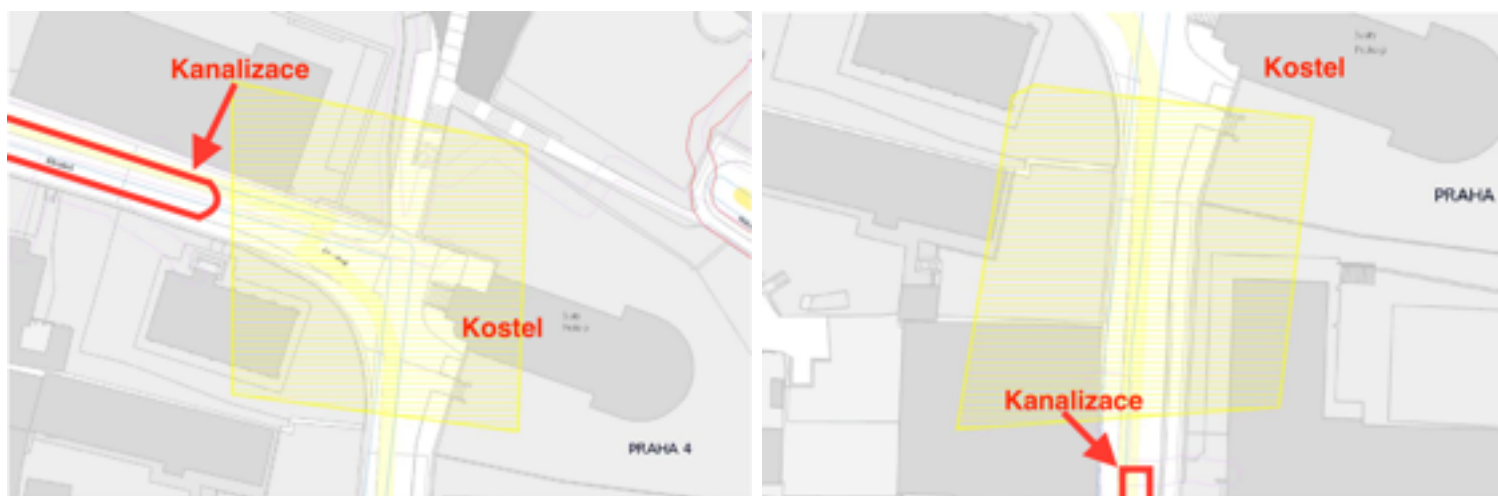 Kanalizace
Kostel
PRAHA 4
Kostel
PRAHA
Kanalizace